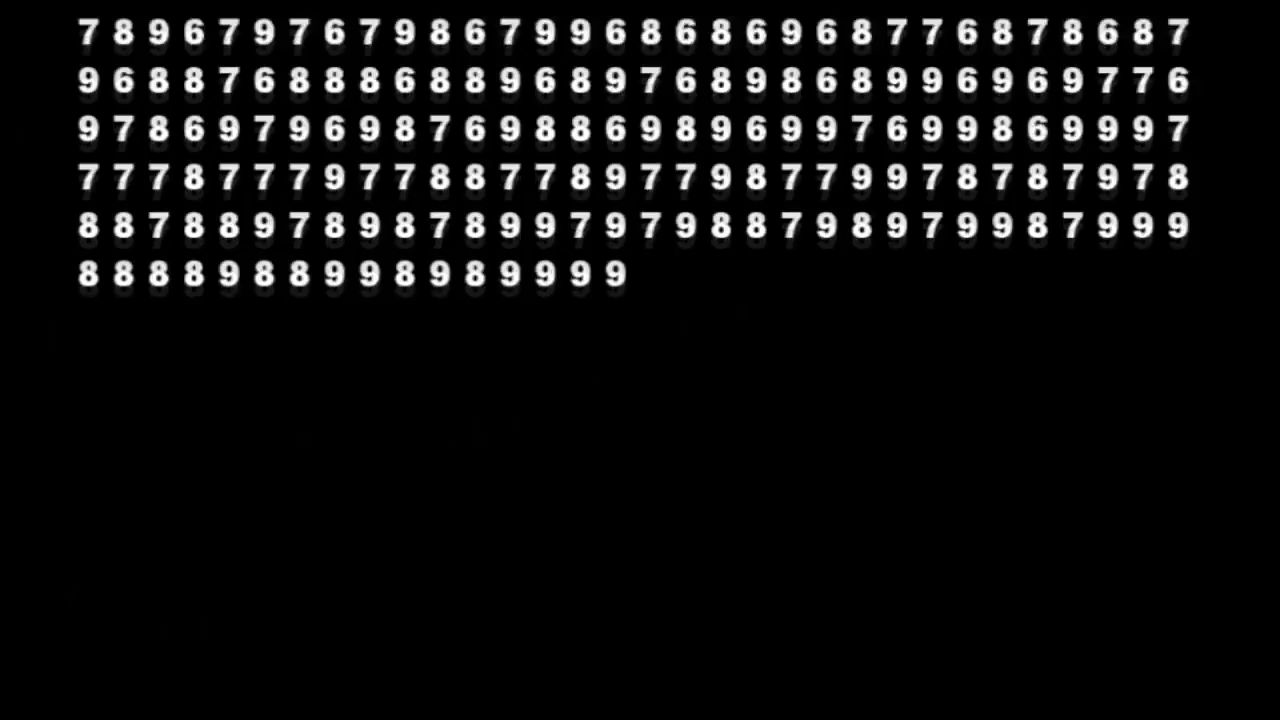 7 8 9 6 7 9 7 6 7 9 8 6 7 9 9 6 8 6 8 6 9 6 8 7 7 6 8 7 8 6 8 7
9 6 8 8 7 6 8 8 8 6 8 8 9 6 8 9 7 6 8 9 8 6 8 9 9 6 9 6 9 7 7 6
9 7 8 6 9 7 9 6 9 8 7 6 9 8 8 6 9 8 9 6 9 9 7 6 9 9 8 6 9 9 9 7
7 7 7 8 7 7 7 9 7 7 8 8 7 7 8 9 7 7 9 8 7 7 9 9 7 8 7 8 7 9 7 8
8 8 7 8 8 9 7 8 9 8 7 8 9 9 7 9 7 9 8 8 7 9 8 9 7 9 9 8 7 9 9 9
8 8 8 8 9 8 8 9 9 8 9 8 9 9 9 9